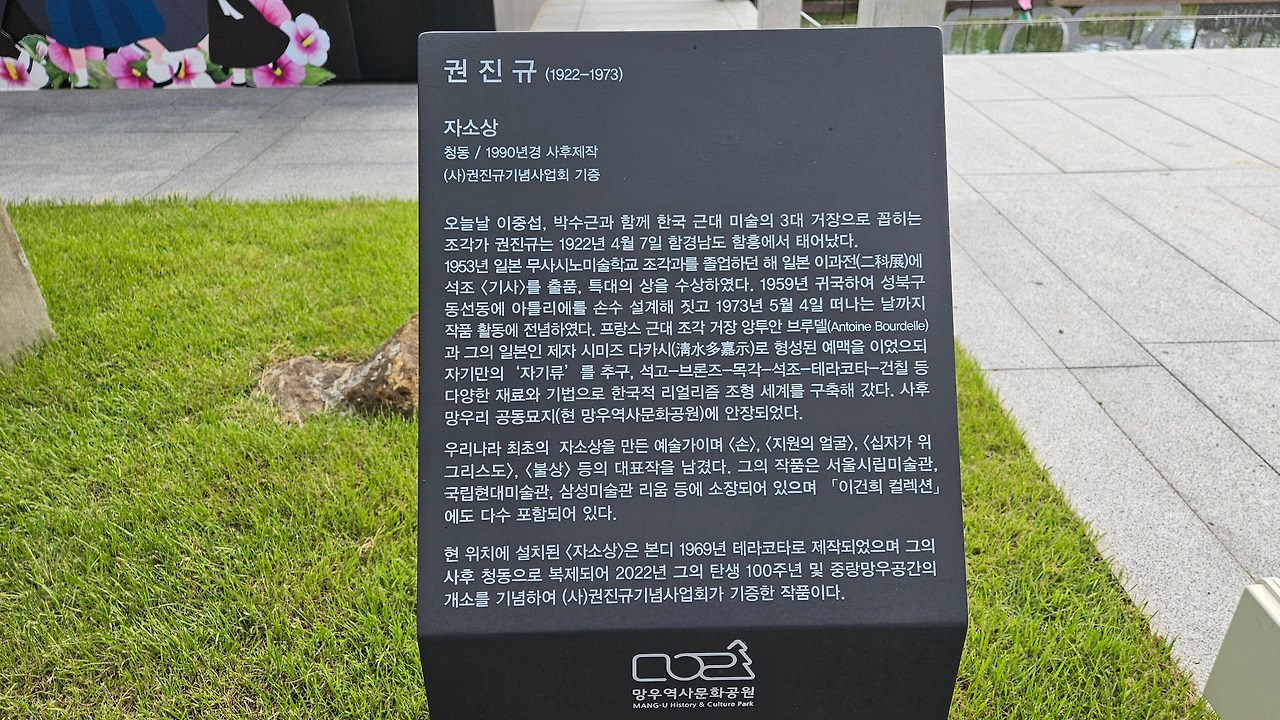 권 진 규 (1922–1973)
자소상
청동 / 1990년경 사후제작
(사)권진규기념사업회 기증
오늘날 이중섭, 박수근과 함께 한국 근대 미술의 3대 거장으로 꼽히는
조각가 권진규는 1922년 4월 7일 함경남도 함흥에서 태어났다.
1953년 일본 무사시노미술학교 조각과를 졸업하던 해 일본 이과전(二科展)에
석조 〈기사〉를 출품, 특대의 상을 수상하였다. 1959년 귀국하여 성북구
동선동에 아틀리에를 손수 설계해 짓고 1973년 5월 4일 떠나는 날까지
작품 활동에 전념하였다. 프랑스 근대 조각 거장 앙투안 브루델(Antoine Bourdelle)
과 그의 일본인 제자 시미즈 다카시(淸水多嘉示)로 형성된 예맥을 이었으되
자기만의 ‘자기류’ 를 추구, 석고–브론즈–목각–석조–테라코타–건칠 등
다양한 재료와 기법으로 한국적 리얼리즘 조형 세계를 구축해 갔다. 사후
망우리 공동묘지(현 망우역사문화공원)에 안장되었다.
우리나라 최초의 자소상을 만든 예술가이며 〈손〉, 〈지원의 얼굴〉, 〈십자가 위
그리스도〉, 〈불상〉 등의 대표작을 남겼다. 그의 작품은 서울시립미술관,
국립현대미술관, 삼성미술관 리움 등에 소장되어 있으며 「이건희 컬렉션」
에도 다수 포함되어 있다.
현 위치에 설치된 〈자소상〉은 본디 1969년 테라코타로 제작되었으며 그의
사후 청동으로 복제되어 2022년 그의 탄생 100주년 및 중랑망우공간의
개소를 기념하여 (사)권진규기념사업회가 기증한 작품이다.
망우역사문화공원
MANG-U History & Culture Park